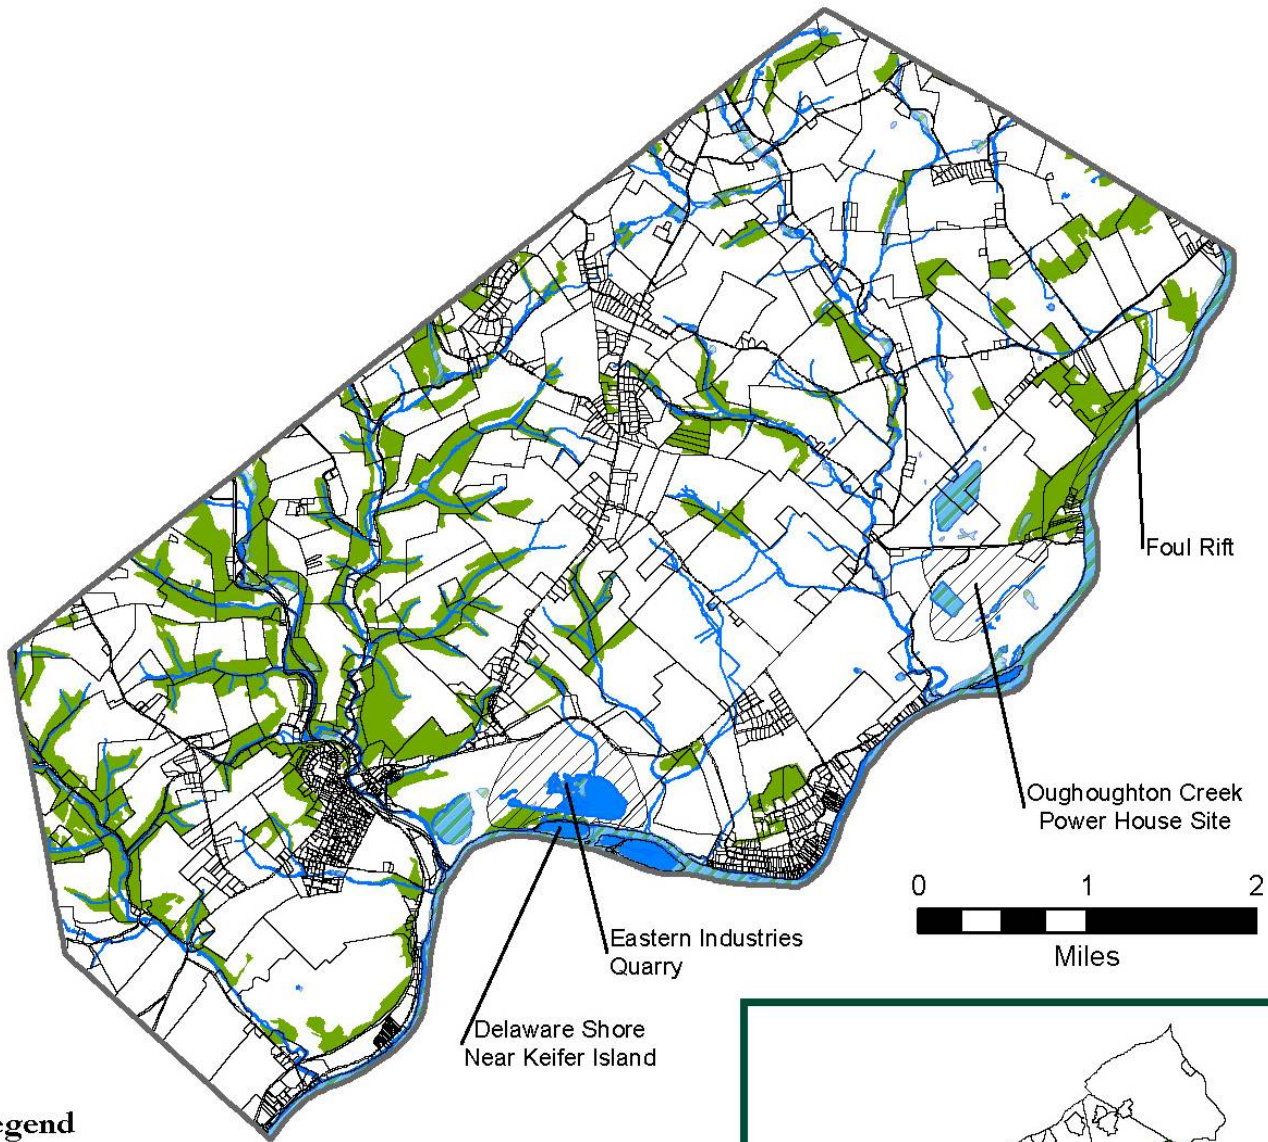 Foul Rift
Oughoughton Creek
Power House Site
0 1 2
Miles
Eastern Industries
Quarry
Delaware Shore
Near Keifer Island
egend